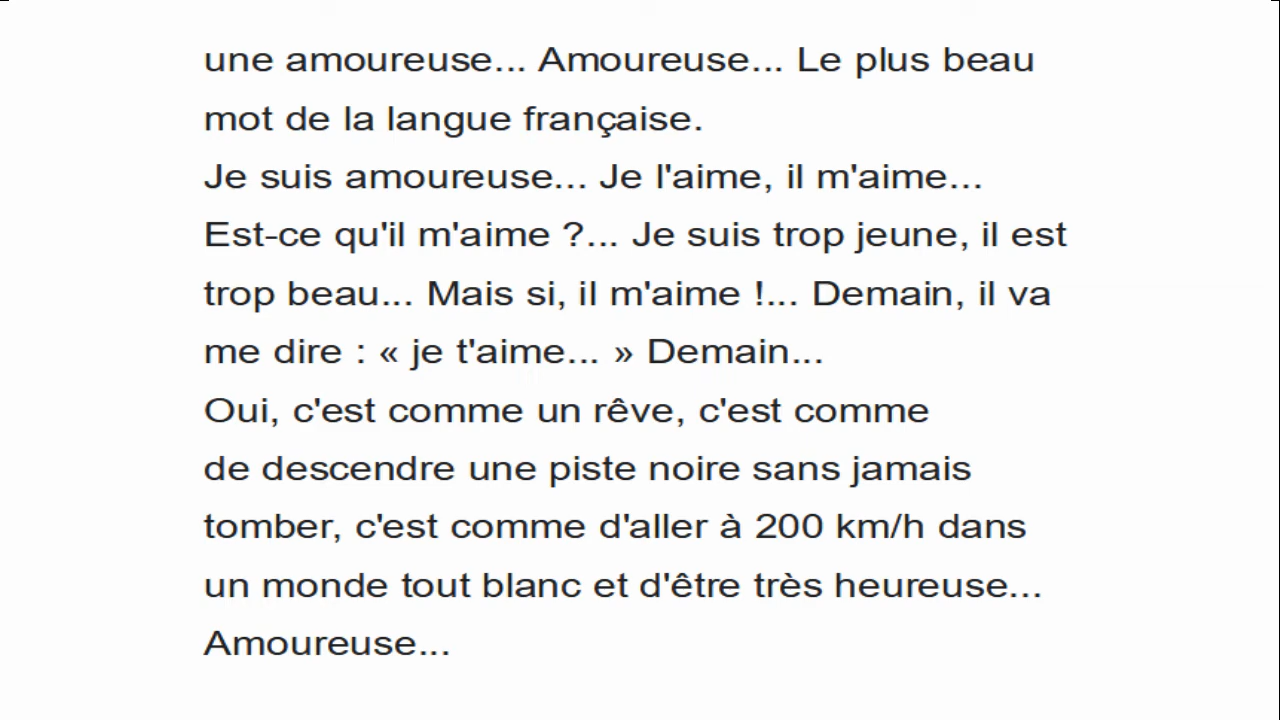 une amoureuse... Amoureuse... Le plus beau
mot de la langue française.
Je suis amoureuse... Je l'aime, il m'aime...
Est-ce qu'il m'aime ?... Je suis trop jeune, il est
trop beau... Mais si, il m'aime !... Demain, il va
me dire : « je t'aime... » Demain...
Oui, c'est comme un rêve, c'est comme
de descendre une piste noire sans jamais
tomber, c'est comme d'aller à 200 km/h dans
un monde tout blanc et d'être très heureuse...
Amoureuse...